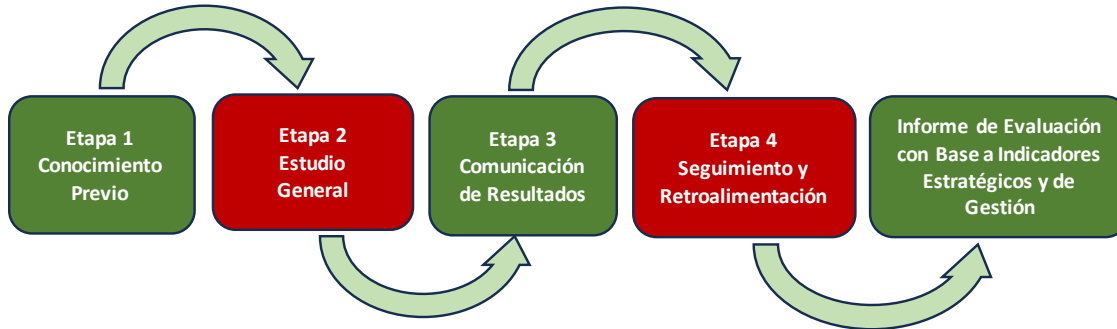 Etapa 1
Conocimiento
Previo
Etapa 2
Estudio
General
Etapa 3
Comunicación
de Resultados
Etapa 4
Seguimiento y
Retroalimentación
Informe de Evaluación
con Base a Indicadores
Estratégicos y de
Gestión